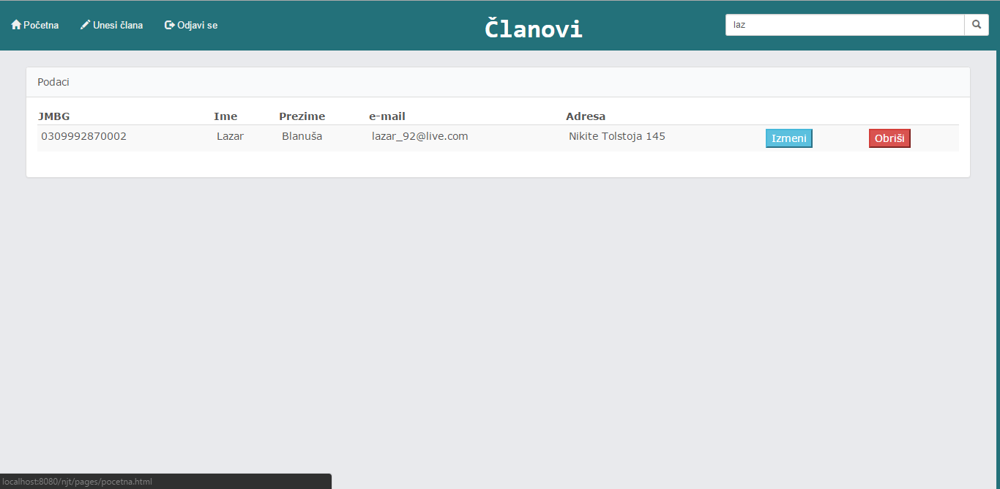 Početna Unesi člana Odjavi se Članovi laz
Podaci
JMBG Ime Prezime e-mail Adresa
0309992870002 Lazar Blanuša lazar_92@live.com Nikite Tolstoja 145 Izmeni Obriši
localhost:8080/njt/pages/pocetna.html